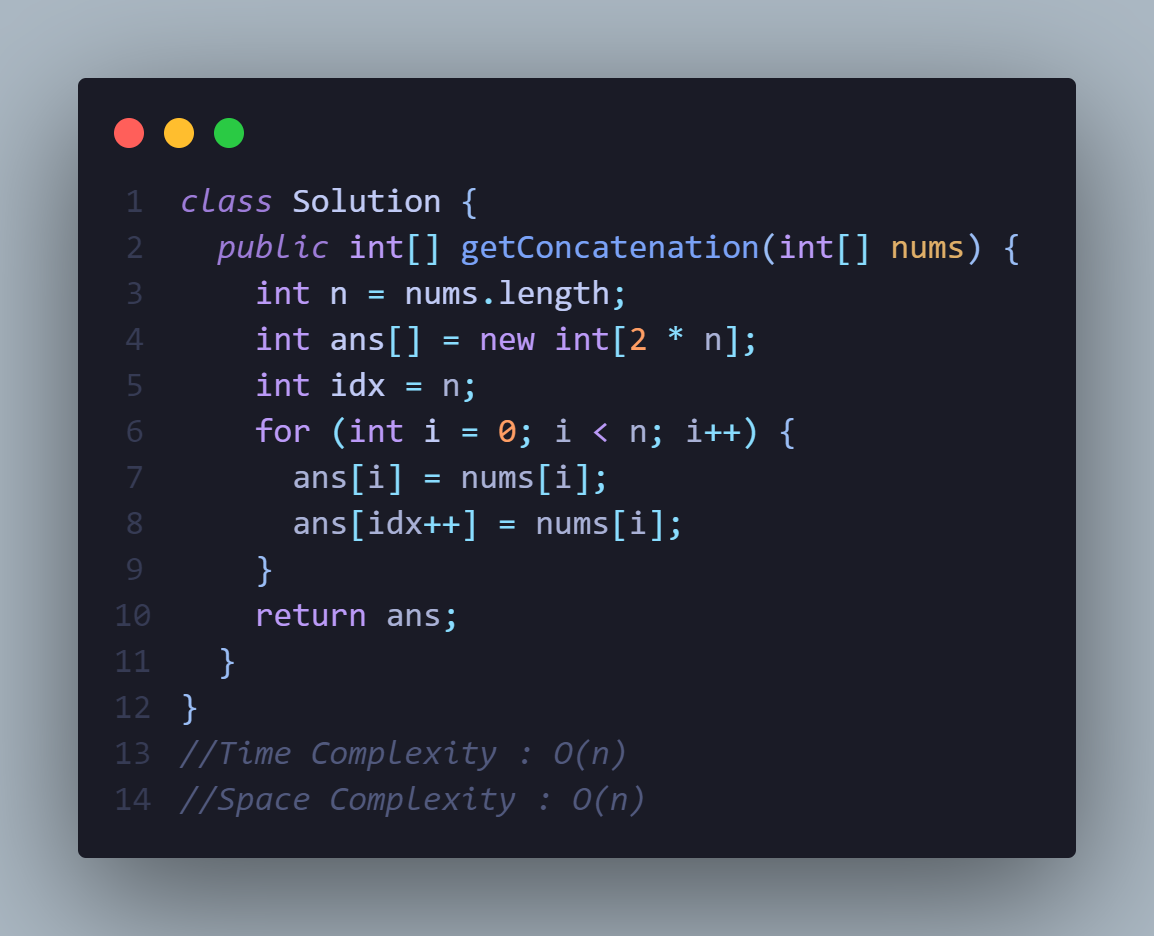 1 class Solution {
2   public int[] getConcatenation(int[] nums) {
3     int n = nums.length;
4     int ans[] = new int[2 * n];
5     int idx = n;
6     for (int i = 0; i < n; i++) {
7       ans[i] = nums[i];
8       ans[idx++] = nums[i];
9     }
10     return ans;
11   }
12 }
13 //Time Complexity : O(n)
14 //Space Complexity : O(n)